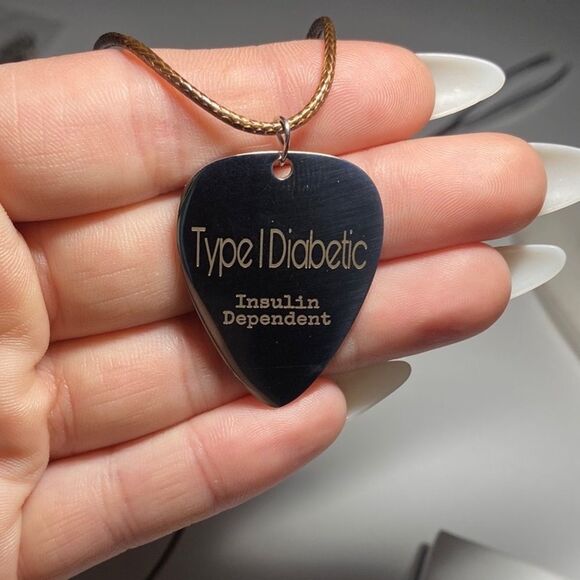 Type I Diabetic
Insulin
Dependent